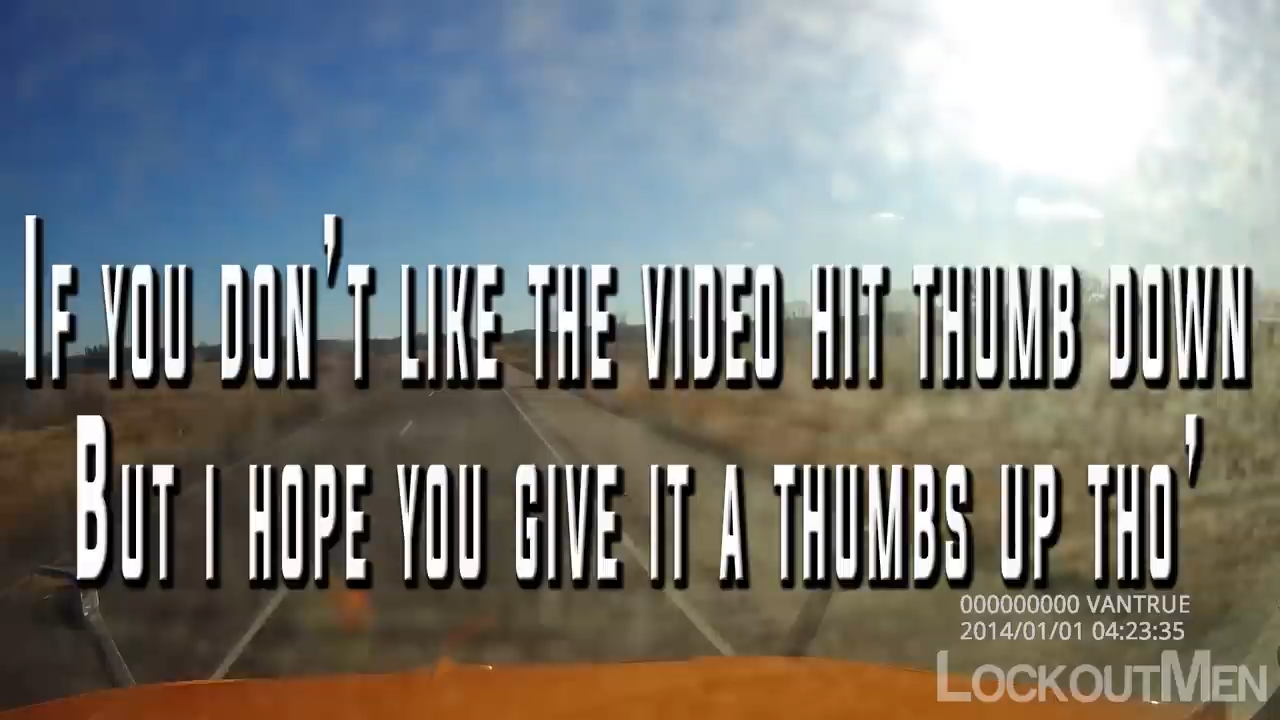 If you don't like the video hit thumb down
But i hope you give it a thumbs up tho'
000000000 VANTRUE
2014/01/01 04:23:35
LockoutMen